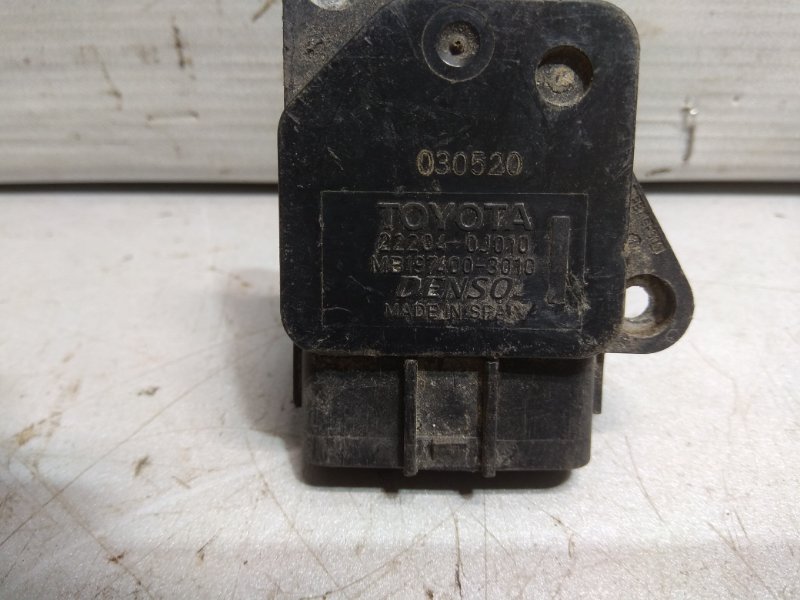 030520
TOYOTA
22204-0J010
MB197400-3010
DENSO
MADE IN SPAIN